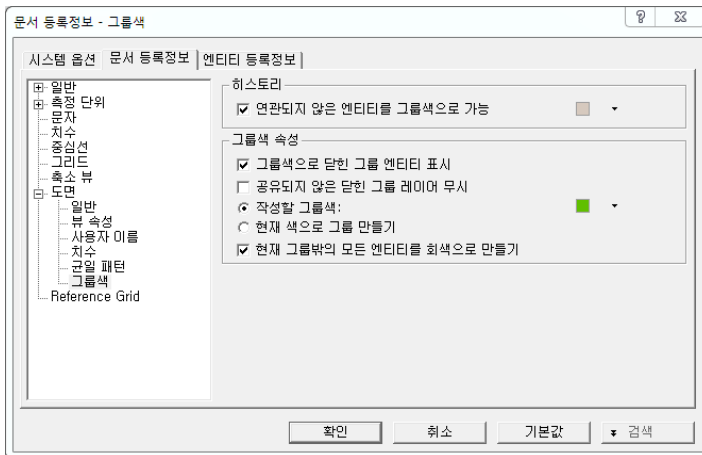 문서 등록정보 - 그룹색
시스템 옵션 문서 등록정보 엔티티 등록정보
일반
측정 단위
문자
치수
중심선
그리드
축소 뷰
도면
일반
뷰 속성
사용자 이름
치수
균일 패턴
그룹색
Reference Grid
히스토리
연관되지 않은 엔티티를 그룹색으로 가능
그룹색 속성
그룹색으로 닫힌 그룹 엔티티 표시
공유되지 않은 닫힌 그룹 레이어 무시
작성할 그룹색:
현재 색으로 그룹 만들기
현재 그룹밖의 모든 엔티티를 회색으로 만들기
확인 취소 기본값 검색